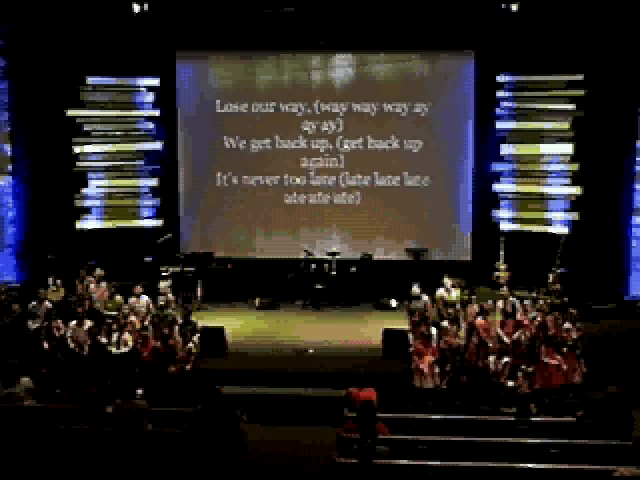 Lose our way, (way way way ay
ay ay)
We get back up, (get back up
again)
It's never too late (late late late
ate ate ate)